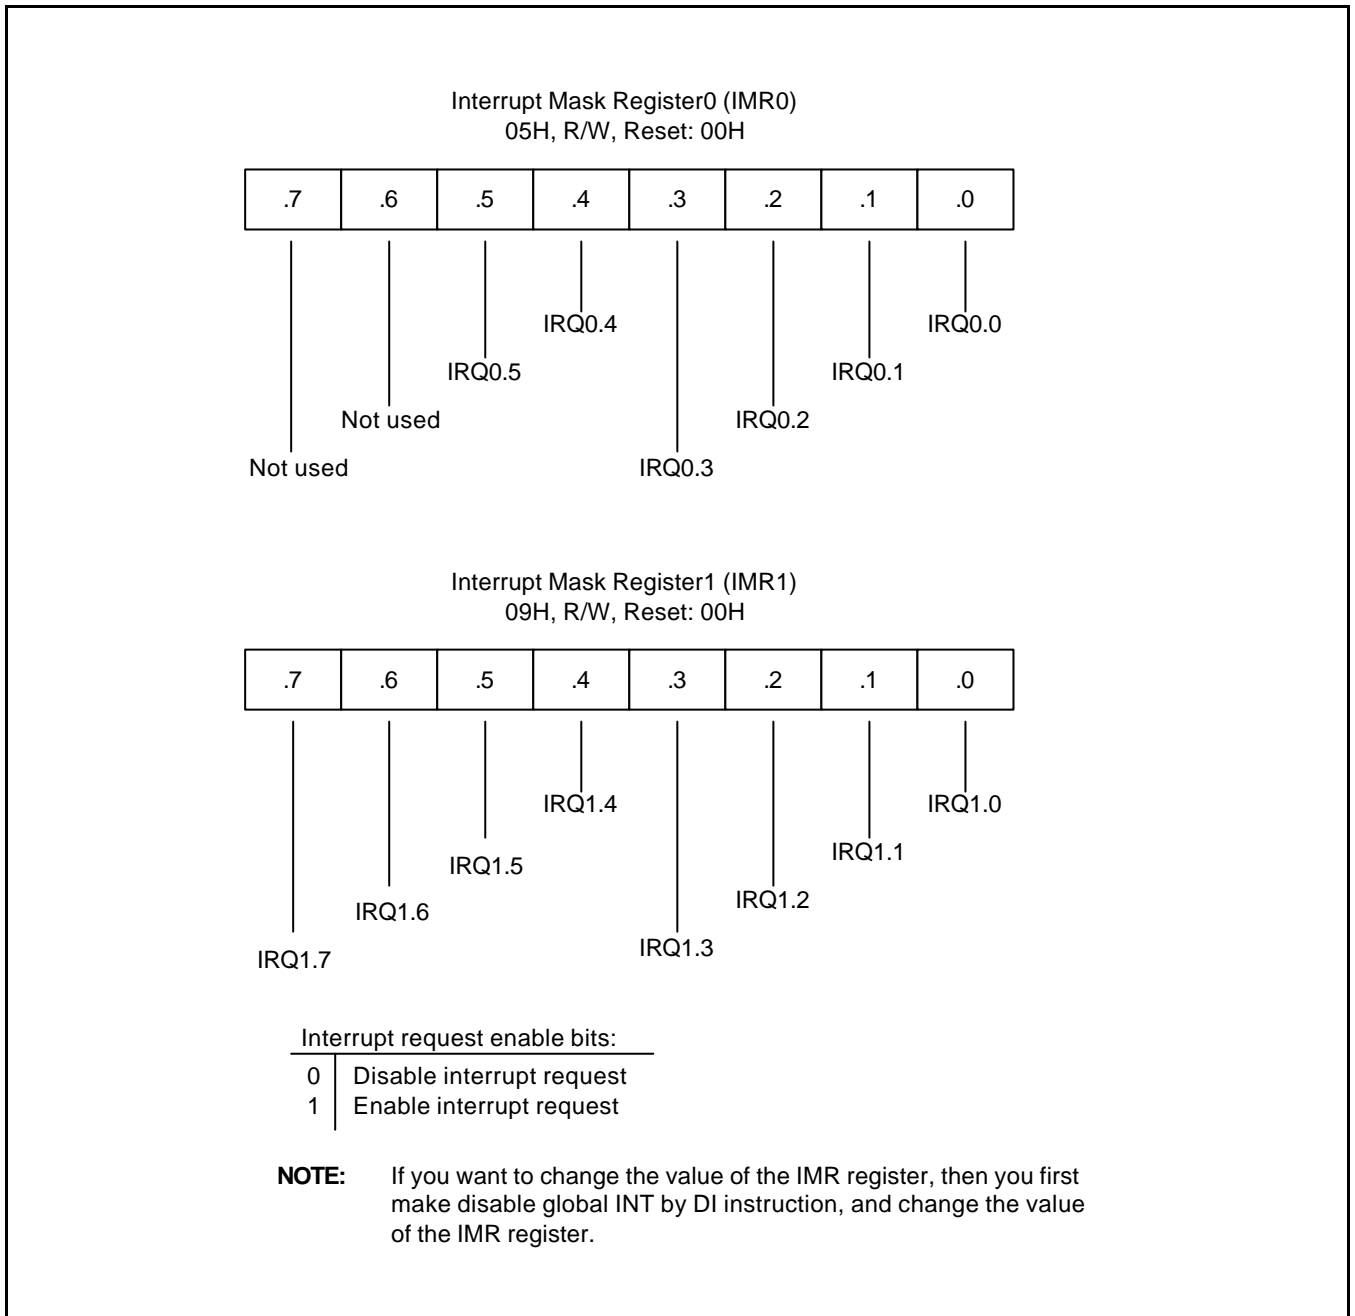 Interrupt Mask Register0 (IMR0)
05H, R/W, Reset: 00H
.7 .6 .5 .4 .3 .2 .1 .0
IRQ0.4 IRQ0.0
IRQ0.5 IRQ0.1
Not used IRQ0.2
Not used IRQ0.3
Interrupt Mask Register1 (IMR1)
09H, R/W, Reset: 00H
.7 .6 .5 .4 .3 .2 .1 .0
IRQ1.4 IRQ1.0
IRQ1.5 IRQ1.1
IRQ1.6 IRQ1.2
IRQ1.7 IRQ1.3
Interrupt request enable bits:
0 Disable interrupt request
1 Enable interrupt request
NOTE: If you want to change the value of the IMR register, then you first
make disable global INT by DI instruction, and change the value
of the IMR register.